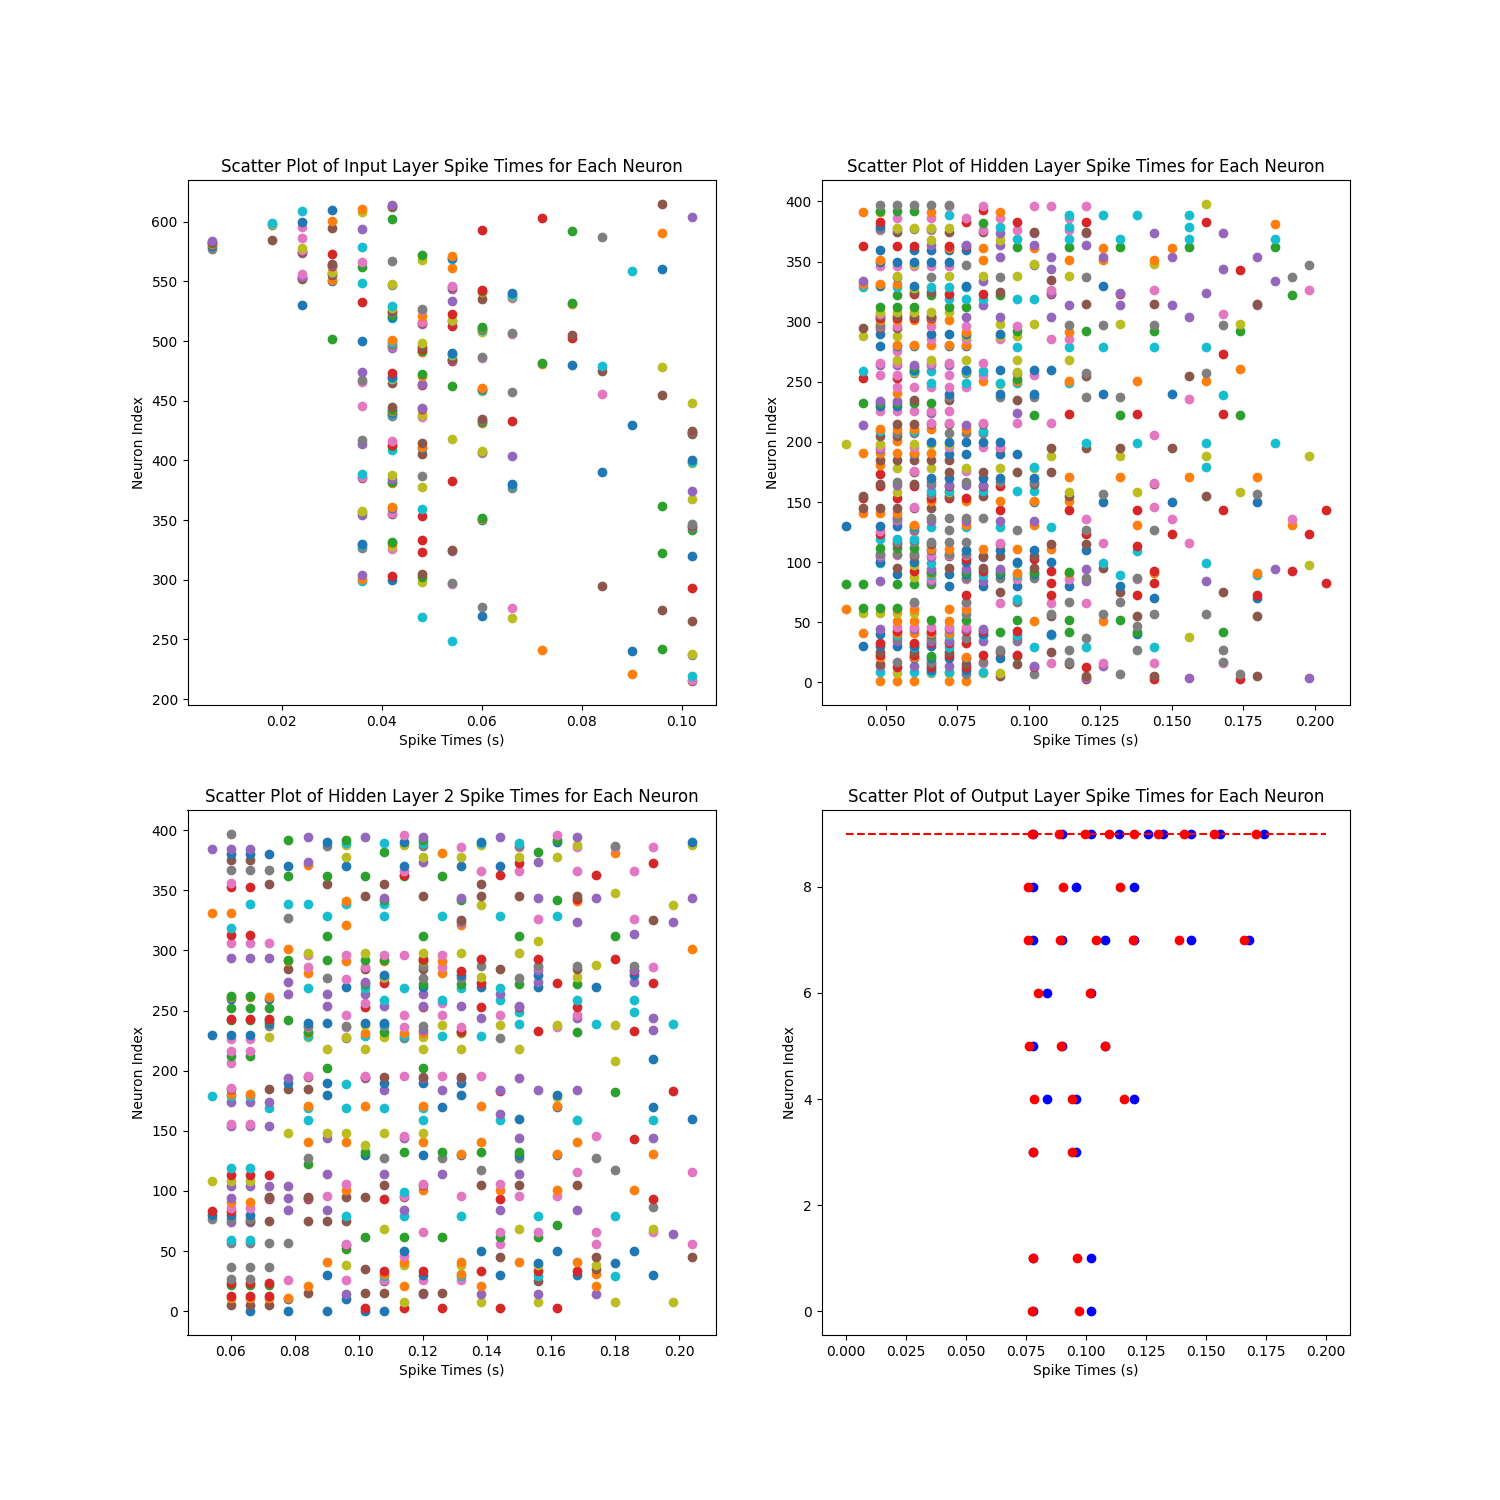 Scatter Plot of Input Layer Spike Times for Each Neuron
Neuron Index
600
550
500
450
400
350
300
250
200
0.02 0.04 0.06 0.08 0.10
Spike Times (s)
Scatter Plot of Hidden Layer Spike Times for Each Neuron
Neuron Index
400
350
300
250
200
150
100
50
0
0.050 0.075 0.100 0.125 0.150 0.175 0.200
Spike Times (s)
Scatter Plot of Hidden Layer 2 Spike Times for Each Neuron
Neuron Index
400
350
300
250
200
150
100
50
0
0.06 0.08 0.10 0.12 0.14 0.16 0.18 0.20
Spike Times (s)
Scatter Plot of Output Layer Spike Times for Each Neuron
Neuron Index
8
6
4
2
0
0.000 0.025 0.050 0.075 0.100 0.125 0.150 0.175 0.200
Spike Times (s)